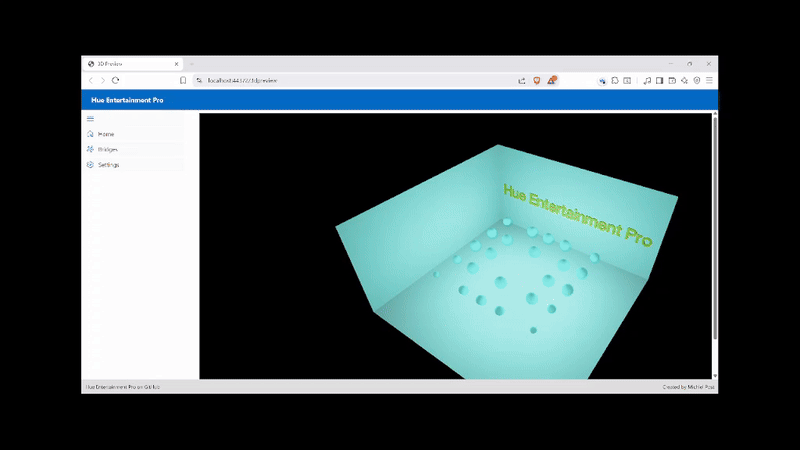 3D Preview
localhost:44372/3dpreview
Hue Entertainment Pro
Home
Bridges
Settings
Hue Entertainment Pro
Hue Entertainment Pro on GitHub
Created by Michiel Post